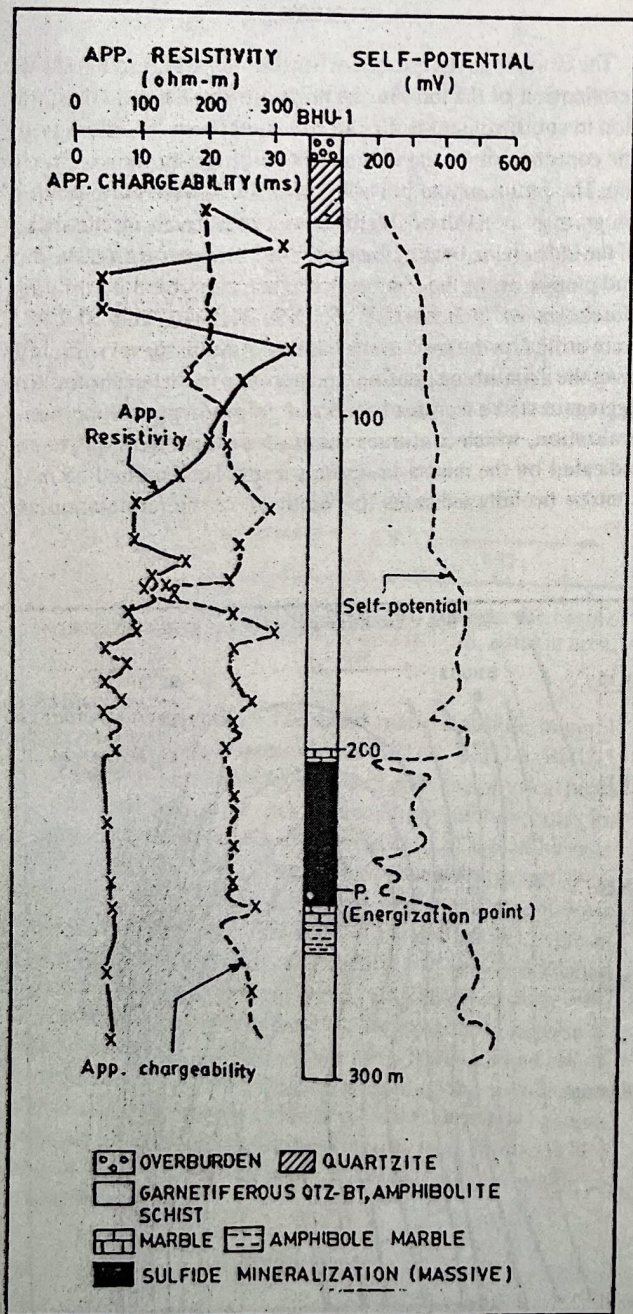 APP. RESISTIVITY
(ohm-m)
0 100 200 300
0 10 20 30
APP. CHARGEABILITY (ms)
BHU-1
SELF-POTENTIAL
(mV)
200 400 600
App.
Resistivity
100
Self-potential
200
P.
(Energization point)
App. chargeability
300 m
OVERBURDEN QUARTZITE
GARNETIFEROUS QTZ-BT, AMPHIBOLITE
SCHIST
MARBLE AMPHIBOLE MARBLE
SULFIDE MINERALIZATION (MASSIVE)